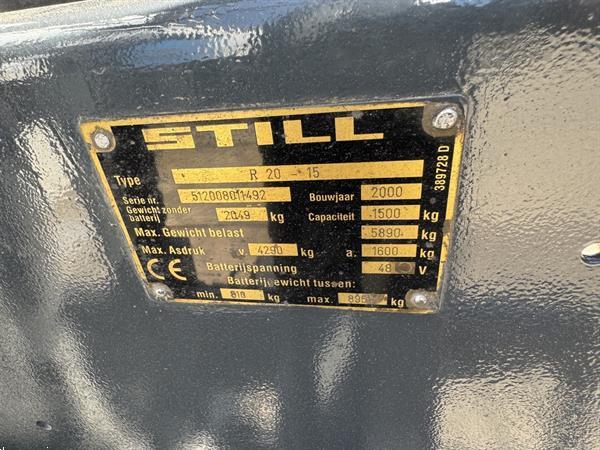 STILL
Type R 20 - 15
Serie nr. 512008011492 Bouwjaar 2000
Gewicht zonder batterij 2049 kg Capaciteit 1500 kg
Max. Gewicht belast 5890 kg
Max. Asdruk v. 4290 kg a. 1600 kg
CE Batterijspanning 48 V
Batterijgewicht tussen:
min. 818 kg max. 895 kg
389728 D